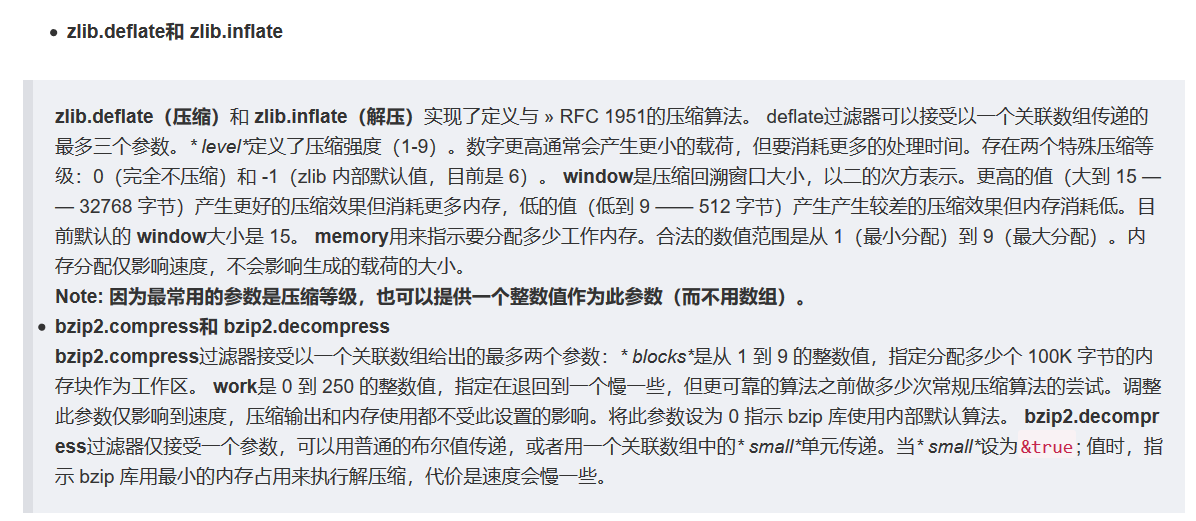 zlib.deflate和 zlib.inflate
zlib.deflate（压缩）和 zlib.inflate（解压）实现了定义与 » RFC 1951的压缩算法。 deflate过滤器可以接受以一个关联数组传递的
最多三个参数。* level*定义了压缩强度（1-9）。数字更高通常会产生更小的载荷，但要消耗更多的处理时间。存在两个特殊压缩等
级：0（完全不压缩）和 -1（zlib 内部默认值，目前是 6）。 window是压缩回溯窗口大小，以二的次方表示。更高的值（大到 15 —
— 32768 字节）产生更好的压缩效果但消耗更多内存，低的值（低到 9 —— 512 字节）产生产生较差的压缩效果但内存消耗低。目
前默认的 window大小是 15。 memory用来指示要分配多少工作内存。合法的数值范围是从 1（最小分配）到 9（最大分配）。内
存分配仅影响速度，不会影响生成的载荷的大小。
Note: 因为最常用的参数是压缩等级，也可以提供一个整数值作为此参数（而不用数组）。
bzip2.compress和 bzip2.decompress
bzip2.compress过滤器接受以一个关联数组给出的最多两个参数：* blocks*是从 1 到 9 的整数值，指定分配多少个 100K 字节的内
存块作为工作区。 work是 0 到 250 的整数值，指定在退回到一个慢一些，但更可靠的算法之前做多少次常规压缩算法的尝试。调整
此参数仅影响到速度，压缩输出和内存使用都不受此设置的影响。将此参数设为 0 指示 bzip 库使用内部默认算法。 bzip2.decompr
ess过滤器仅接受一个参数，可以用普通的布尔值传递，或者用一个关联数组中的* small*单元传递。当* small*设为&true;值时，指
示 bzip 库用最小的内存占用来执行解压缩，代价是速度会慢一些。